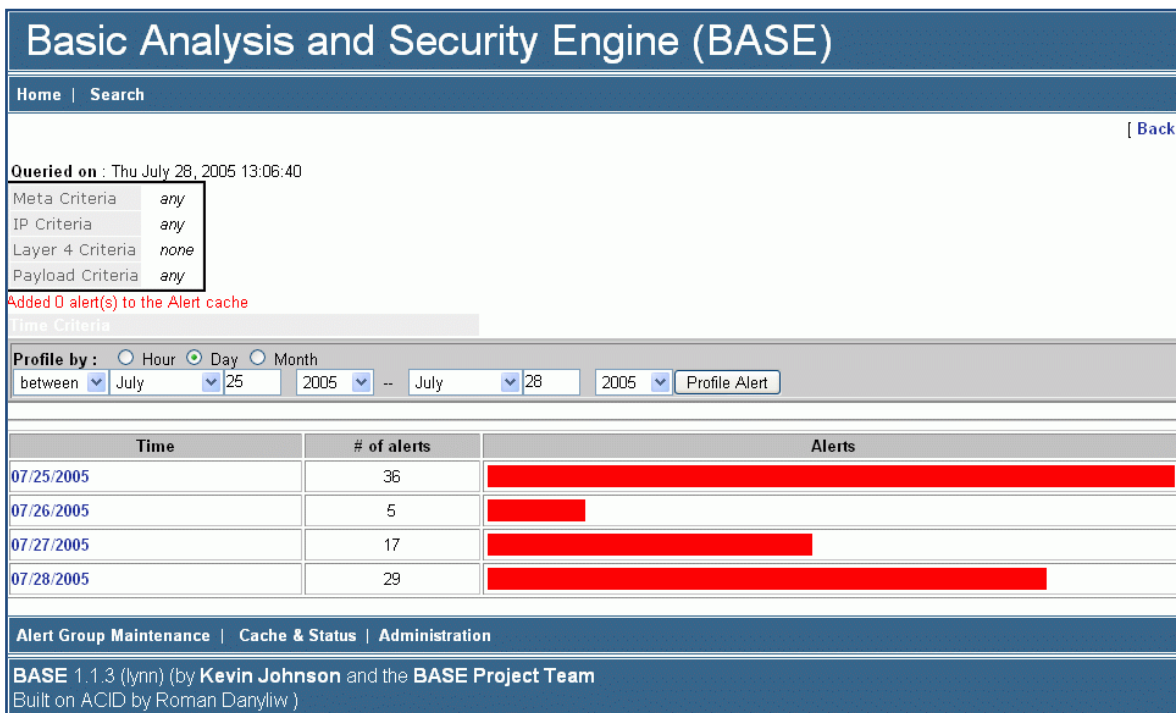 Basic Analysis and Security Engine (BASE)
Home | Search
[ Back
Queried on : Thu July 28, 2005 13:06:40
Meta Criteria any
IP Criteria any
Layer 4 Criteria none
Payload Criteria any
Added 0 alert(s) to the Alert cache
Time Criteria
Profile by : Hour Day Month
between July 25 2005 -- July 28 2005 Profile Alert
Time # of alerts Alerts
07/25/2005 36
07/26/2005 5
07/27/2005 17
07/28/2005 29
Alert Group Maintenance | Cache & Status | Administration
BASE 1.1.3 (lynn) (by Kevin Johnson and the BASE Project Team
Built on ACID by Roman Danyliw )